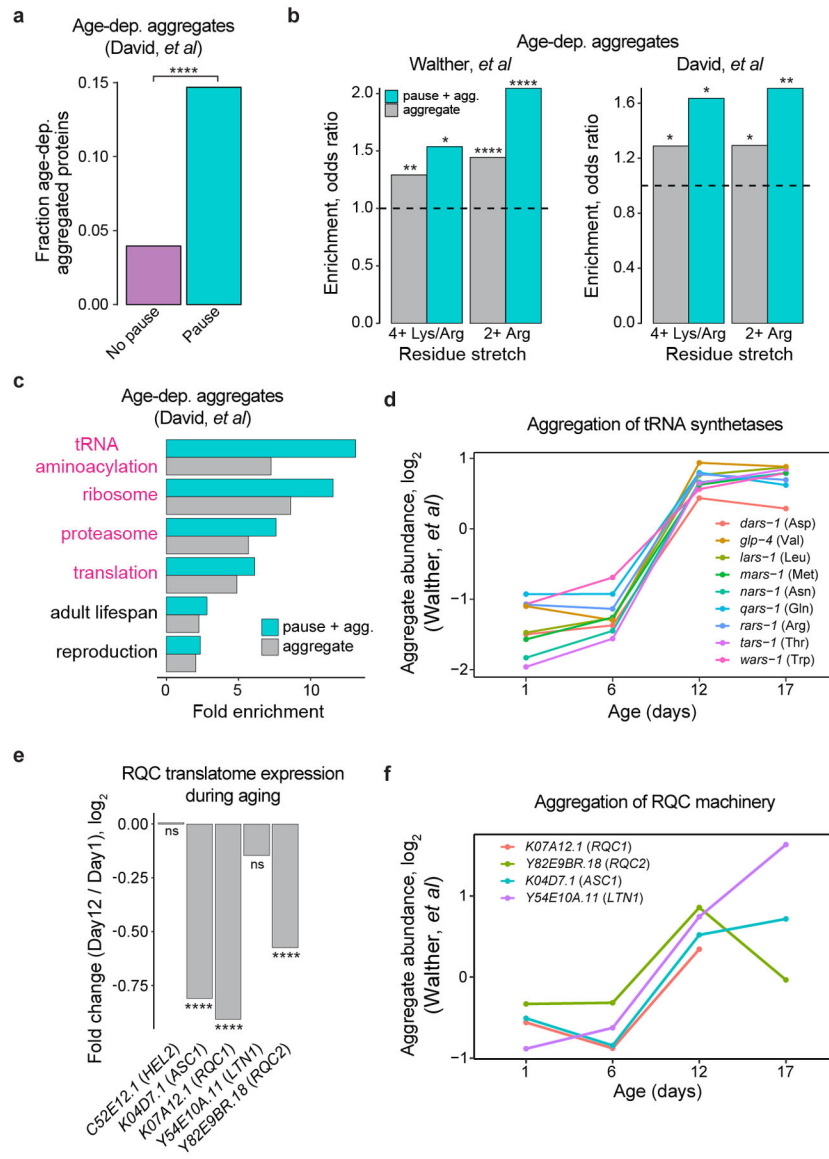 a
Age-dep. aggregates
(David, et al)
Fraction age-dep.
aggregated proteins
0.15
0.10
0.05
0.00
****
No pause
Pause
b
Age-dep. aggregates
Walther, et al
David, et al
Enrichment, odds ratio
2.0
1.5
1.0
0.5
0.0
pause + agg.
aggregate
**
*
****
****
4+ Lys/Arg
2+ Arg
Residue stretch
Enrichment, odds ratio
1.6
1.2
0.8
0.4
0.0
*
*
*
**
4+ Lys/Arg
2+ Arg
Residue stretch
c
Age-dep. aggregates
(David, et al)
tRNA
aminoacylation
ribosome
proteasome
translation
adult lifespan
reproduction
pause + agg.
aggregate
0
5
10
Fold enrichment
d
Aggregation of tRNA synthetases
Aggregate abundance, log2
(Walther, et al)
1
0
−1
−2
dars−1 (Asp)
glp−4 (Val)
lars−1 (Leu)
mars−1 (Met)
nars−1 (Asn)
qars−1 (Gln)
rars−1 (Arg)
tars−1 (Thr)
wars−1 (Trp)
1
6
12
17
Age (days)
e
RQC translatome expression
during aging
Fold change (Day12 / Day1), log2
0.00
-0.25
-0.50
-0.75
ns
****
****
ns
****
C52E12.1 (HEL2)
K04D7.1 (ASC1)
K07A12.1 (RQC1)
Y54E10A.11 (LTN1)
Y82E9BR.18 (RQC2)
f
Aggregation of RQC machinery
Aggregate abundance, log2
(Walther, et al)
1
0
−1
K07A12.1 (RQC1)
Y82E9BR.18 (RQC2)
K04D7.1 (ASC1)
Y54E10A.11 (LTN1)
1
6
12
17
Age (days)